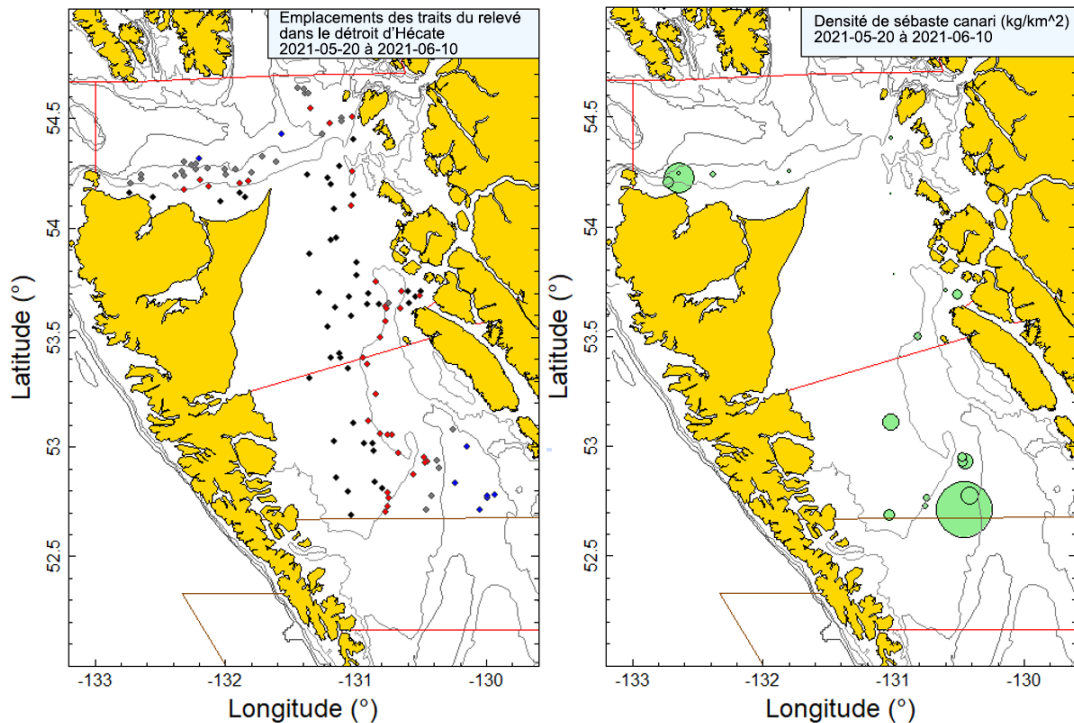 Emplacements des traits du relevé
dans le détroit d'Hécate
2021-05-20 à 2021-06-10
54.5
54
53.5
53
52.5
Latitude (°)
-133
-132
-131
-130
Longitude (°)
Densité de sébaste canari (kg/km^2)
2021-05-20 à 2021-06-10
54.5
54
53.5
53
52.5
Latitude (°)
-133
-132
-131
-130
Longitude (°)